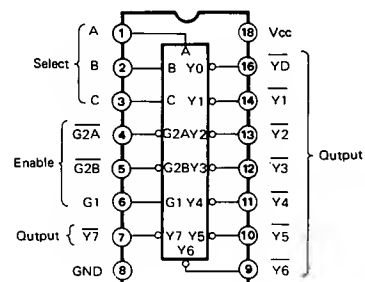 A 1 A 18 Vcc
Select B 2 B Y0 16 YD
C 3 C Y1 14 Y1
G2A 4 G2A Y2 13 Y2
Qutput
Enable G2B 5 G2B Y3 12 Y3
G1 6 G1 Y4 11 Y4
Qutput Y7 7 Y7 Y5 10 Y5
Y6
GND 8 9 Y6